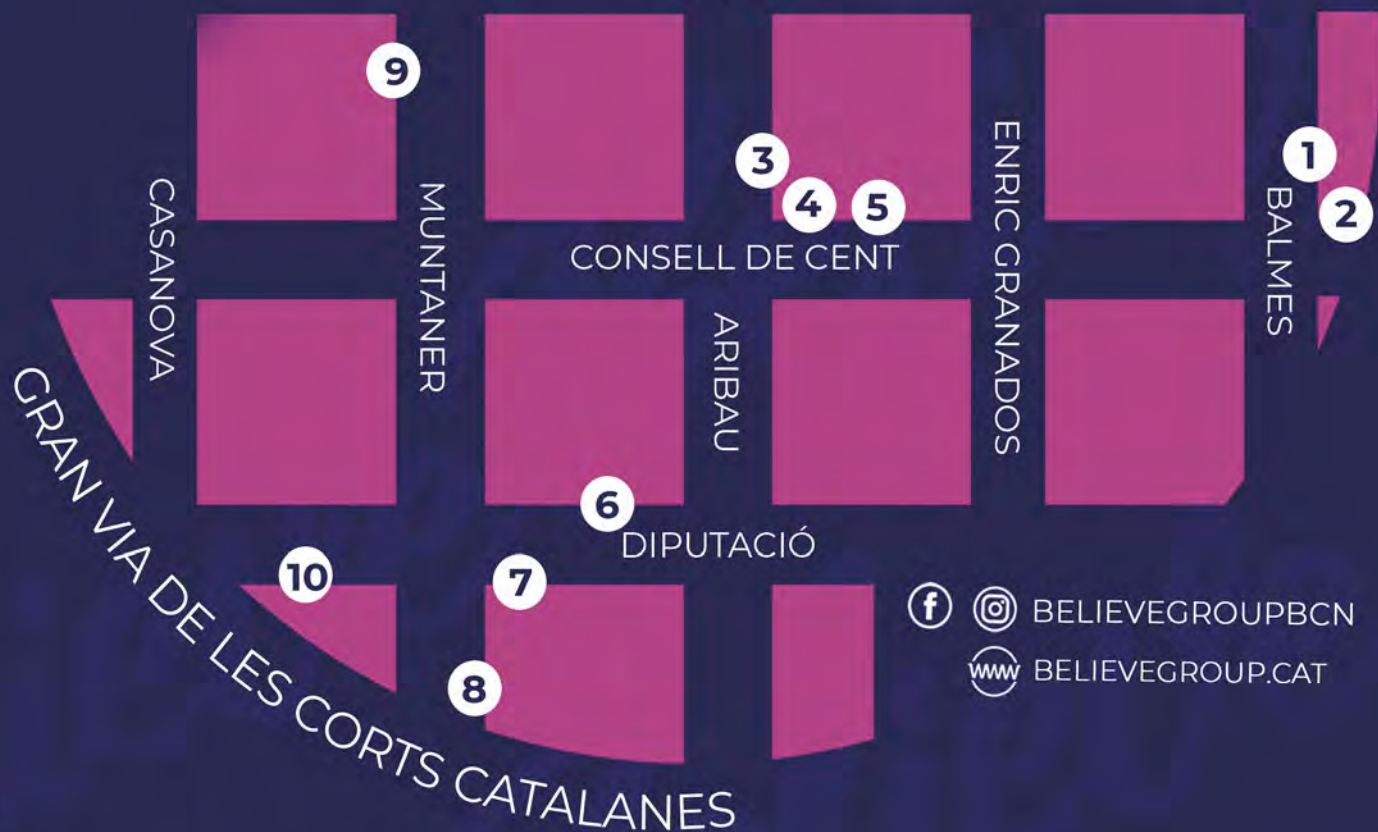 9
3
4
5
1
2
CASANOVA
MUNTANER
CONSELL DE CENT
ENRIC GRANADOS
BALMES
ARIBAU
6
DIPUTACIÓ
10
7
8
GRAN VIA DE LES CORTS CATALANES
f BELIEVEGROUPBCN
WWW BELIEVEGROUP.CAT